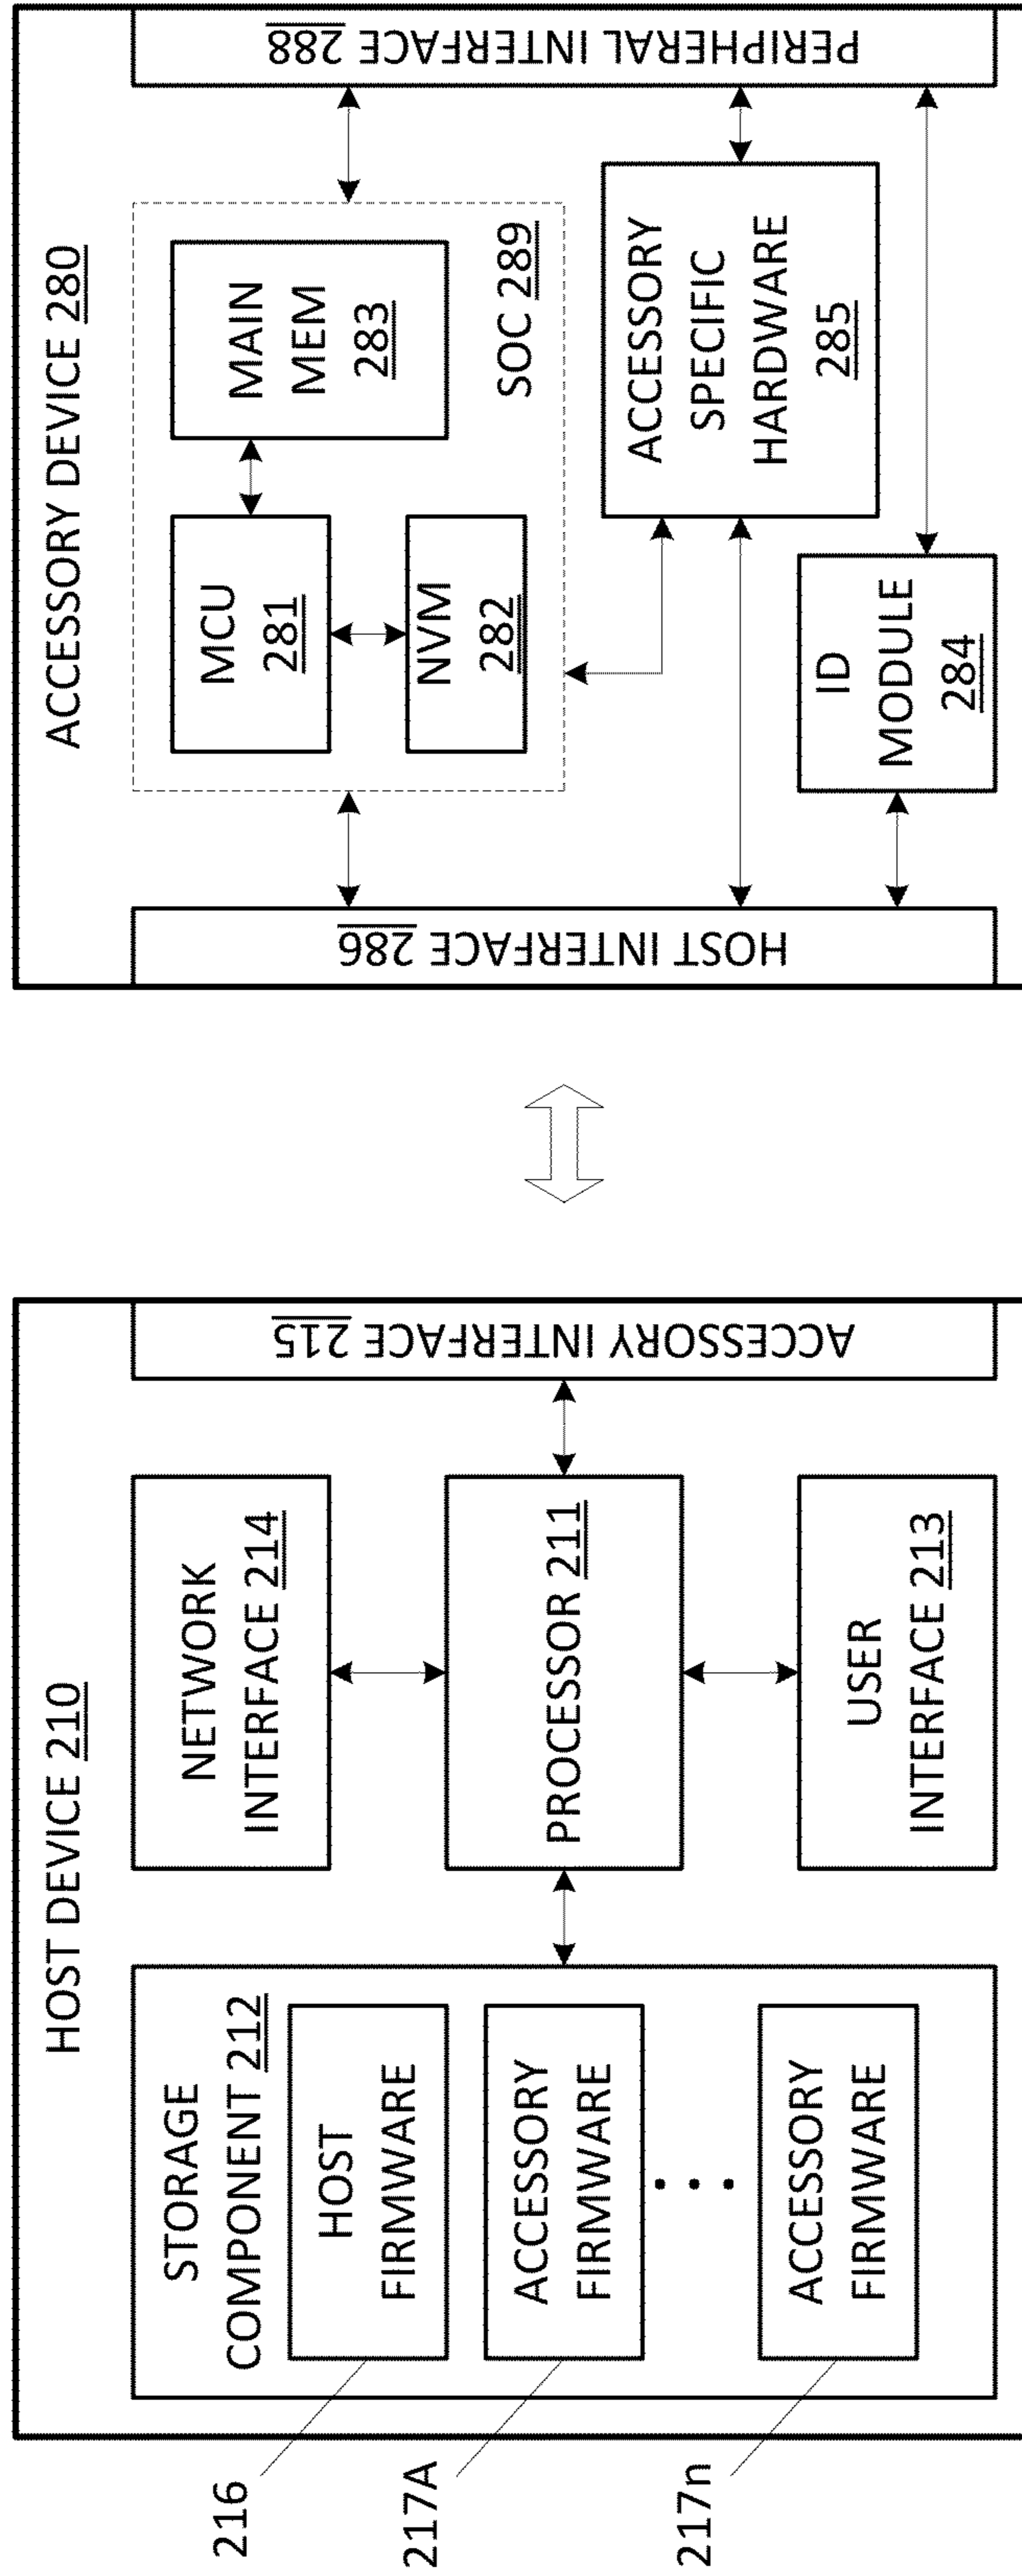 HOST DEVICE 210
STORAGE
COMPONENT 212
HOST
FIRMWARE
ACCESSORY
FIRMWARE
ACCESSORY
FIRMWARE
216
217A
217n
NETWORK
INTERFACE 214
PROCESSOR 211
USER
INTERFACE 213
ACCESSORY INTERFACE 215
ACCESSORY DEVICE 280
HOST INTERFACE 286
MCU
281
NVM
282
MAIN
MEM
283
SOC 289
ACCESSORY
SPECIFIC
HARDWARE
285
ID
MODULE
284
PERIPHERAL INTERFACE 288